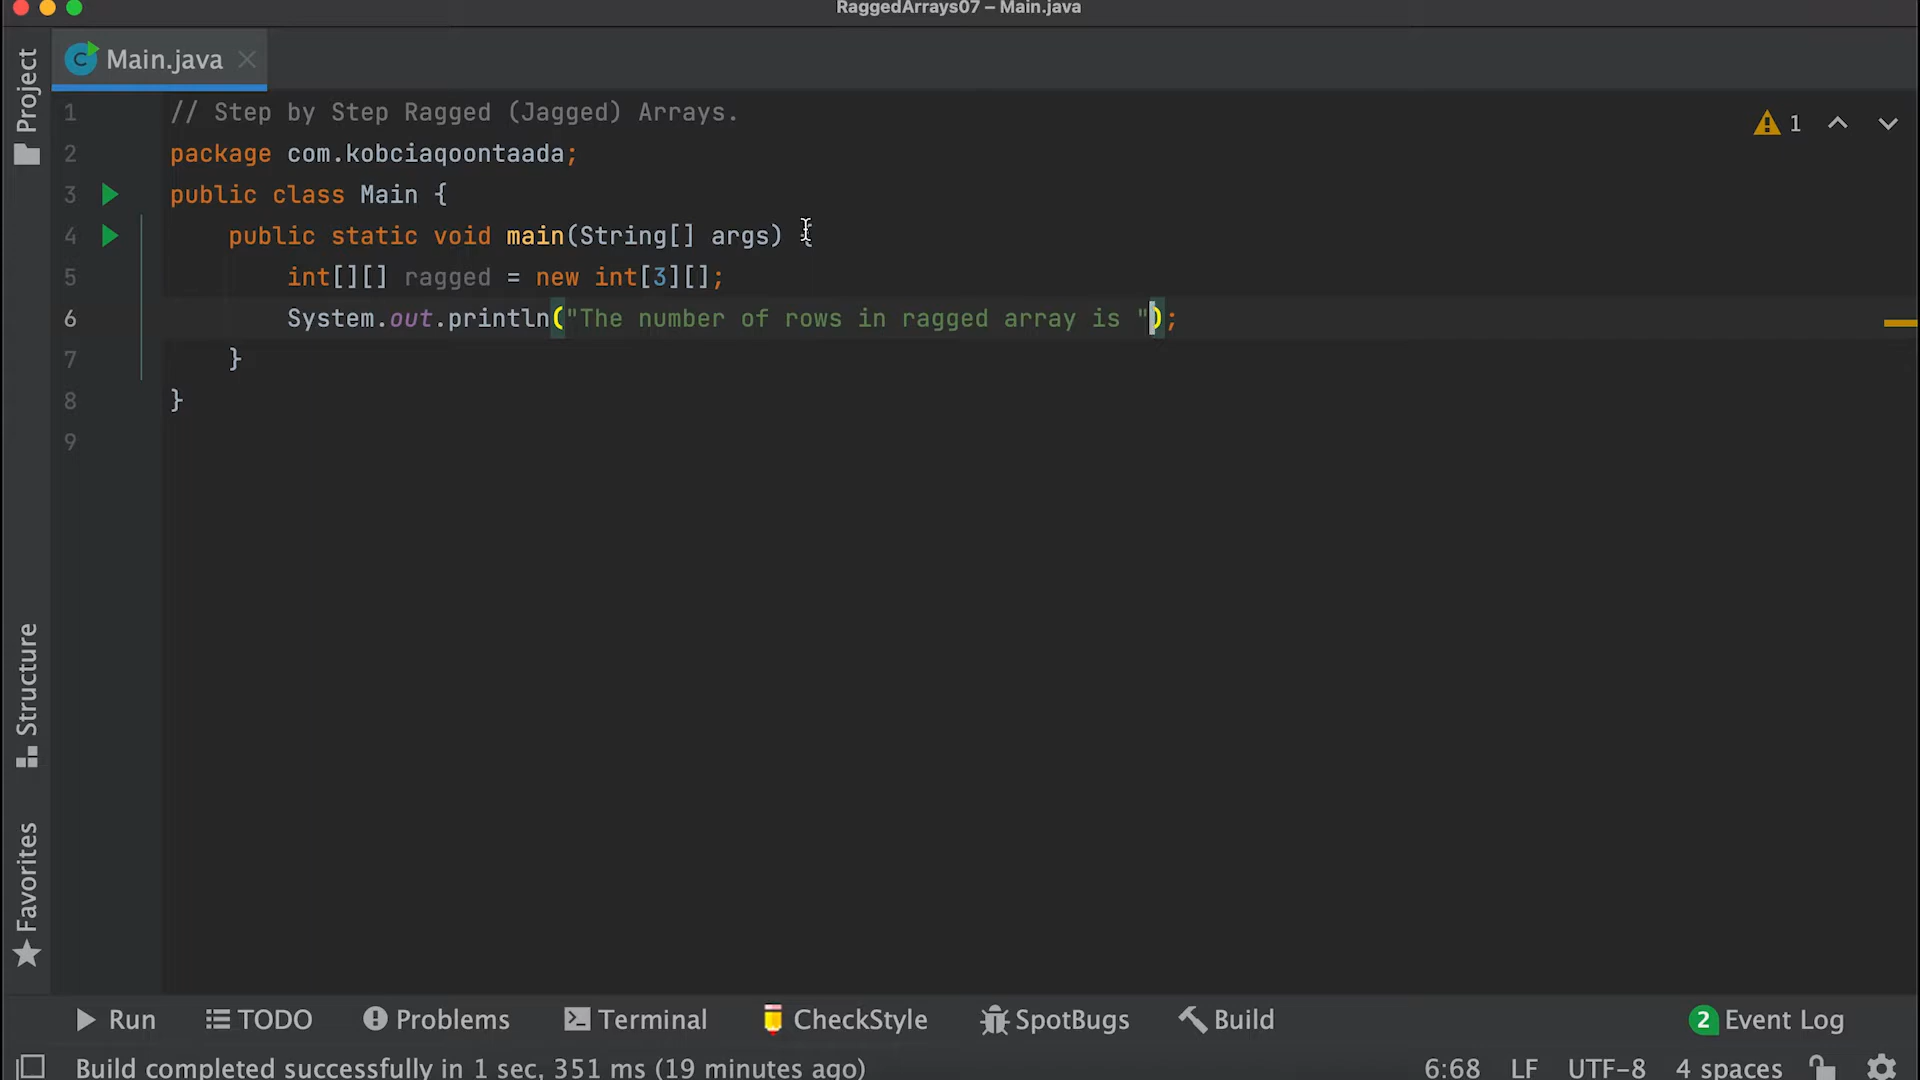 RaggedArrays07 – Main.java
Project
Main.java
1 // Step by Step Ragged (Jagged) Arrays.
2 package com.kobciaqoontaada;
3 public class Main {
4 public static void main(String[] args) {
5 int[][] ragged = new int[3][];
6 System.out.println("The number of rows in ragged array is ");
7 }
8 }
9
1
Structure
Favorites
Run TODO Problems Terminal CheckStyle SpotBugs Build 2 Event Log
Build completed successfully in 1 sec, 351 ms (19 minutes ago) 6:68 LF UTF-8 4 spaces